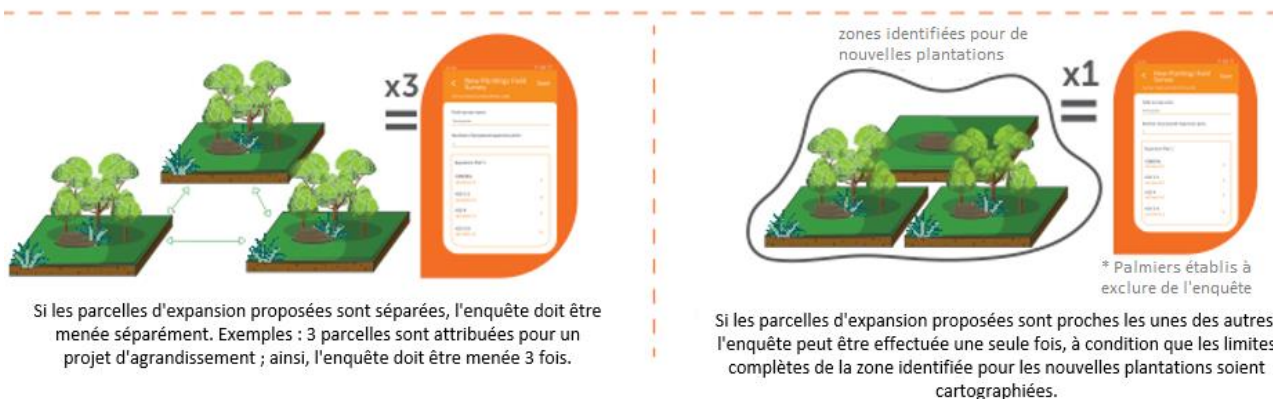 x3
New Plantings Field
Survey
Si les parcelles d'expansion proposées sont séparées, l'enquête doit être
menée séparément. Exemples : 3 parcelles sont attribuées pour un
projet d'agrandissement ; ainsi, l'enquête doit être menée 3 fois.
zones identifiées pour de
nouvelles plantations
x1
New Plantings Field
Survey
* Palmiers établis à
exclure de l'enquête
Si les parcelles d'expansion proposées sont proches les unes des autres
l'enquête peut être effectuée une seule fois, à condition que les limites
complètes de la zone identifiée pour les nouvelles plantations soient
cartographiées.